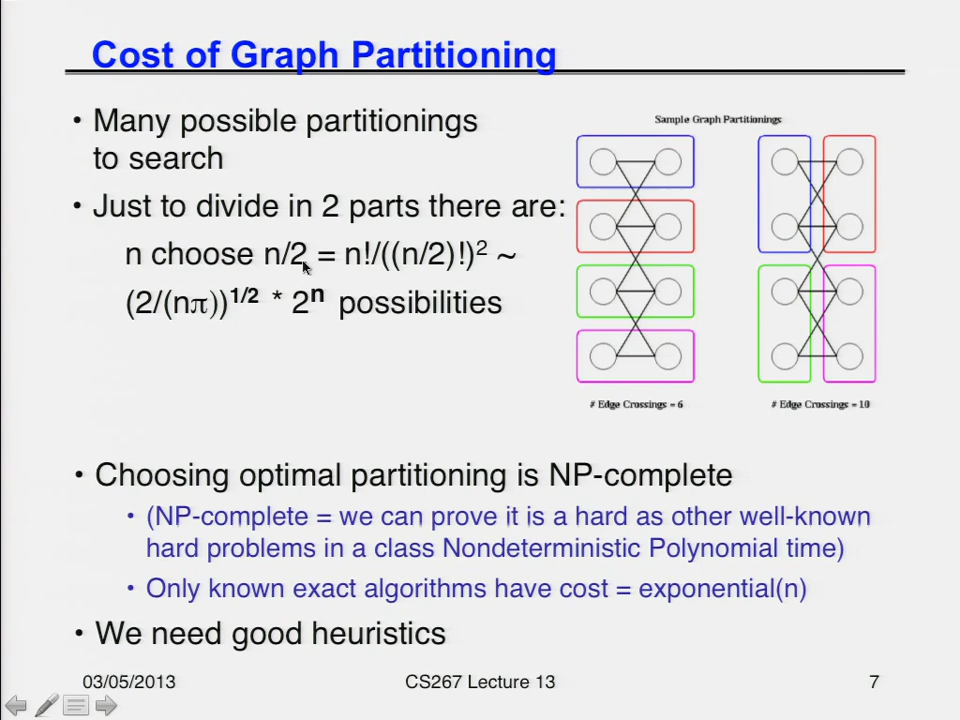 Cost of Graph Partitioning
• Many possible partitionings
to search
• Just to divide in 2 parts there are:
n choose n/2 = n!/((n/2)!)² ~
(2/(nπ))^1/2 * 2^n possibilities
Sample Graph Partitionings
# Edge Crossings = 6
# Edge Crossings = 10
• Choosing optimal partitioning is NP-complete
• (NP-complete = we can prove it is a hard as other well-known
hard problems in a class Nondeterministic Polynomial time)
• Only known exact algorithms have cost = exponential(n)
• We need good heuristics
03/05/2013
CS267 Lecture 13
7